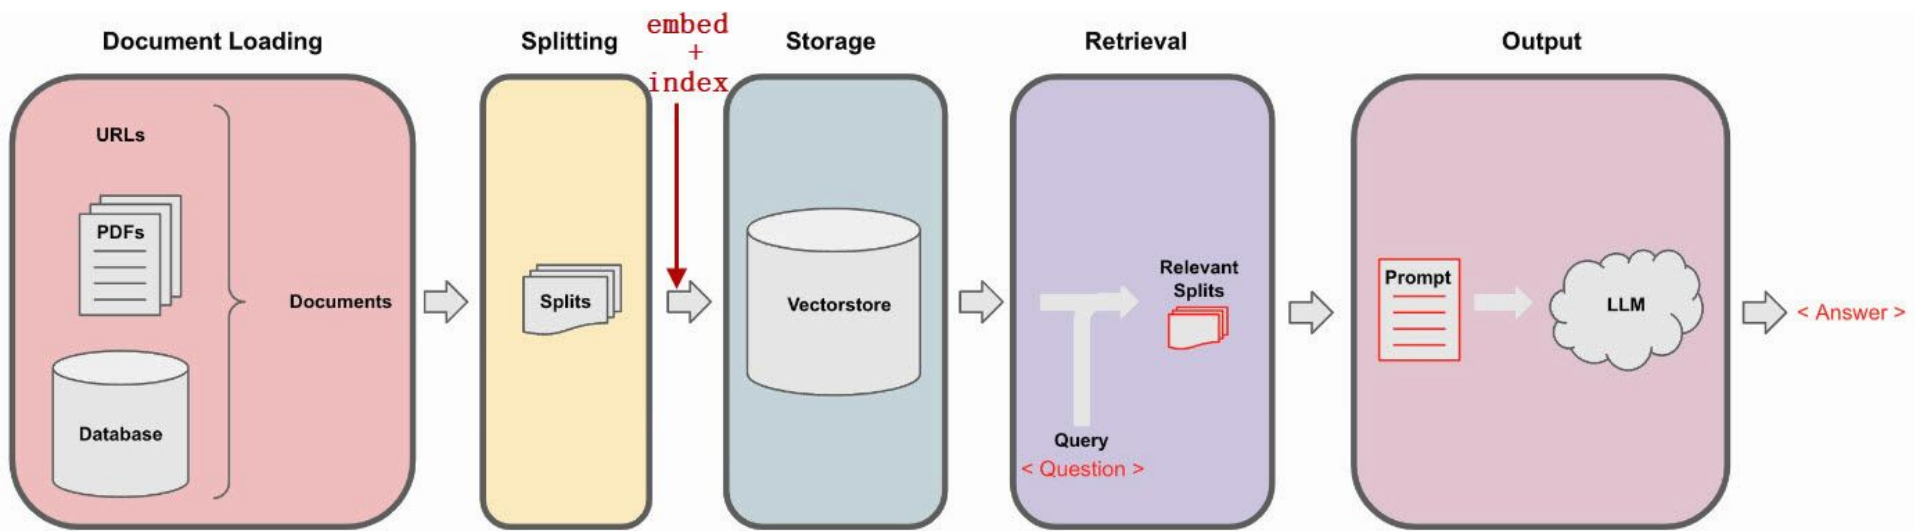 Document Loading
Splitting
embed
+
index
Storage
Retrieval
Output
URLs
PDFs
Database
Documents
Splits
Vectorstore
Relevant
Splits
Query
< Question >
Prompt
LLM
< Answer >